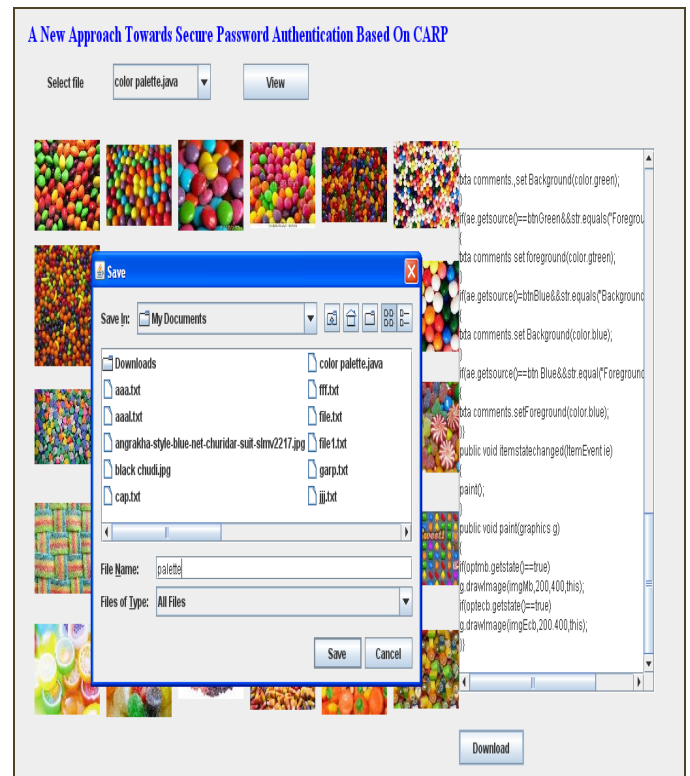 A New Approach Towards Secure Password Authentication Based On CARP
Select file
color palette.java
View
txta comments.,set Background(color.green);
}
if(ae.getsource()==btnGreen&&str.equals("Foregrou
{
txta comments set foreground(color.gtreen);
}
if(ae.getsource()=btnBlue&&str.equals("Background
txta comments.set Background(color.blue);
}
if(ae.getsource()==btn Blue&&str.equal("Foreground
{
txta comments.setForeground(color.blue);
}}
public void itemstatechanged(ItemEvent ie)
{
paint();
}
public void paint(graphics g)
{
if(optmb.getstate()==true)
g.drawImage(imgMb,200,400,this);
if(optecb.getstate()==true)
g.drawImage(imgEcb,200.400,this);
}}
Save
Save In:
My Documents
Downloads
aaa.txt
aaal.txt
angrakha-style-blue-net-churidar-suit-slmv2217.jpg
black chudi.jpg
cap.txt
color palette.java
fff.txt
file.txt
file1.txt
garp.txt
jjj.txt
File Name:
palette
Files of Type:
All Files
Save
Cancel
Download